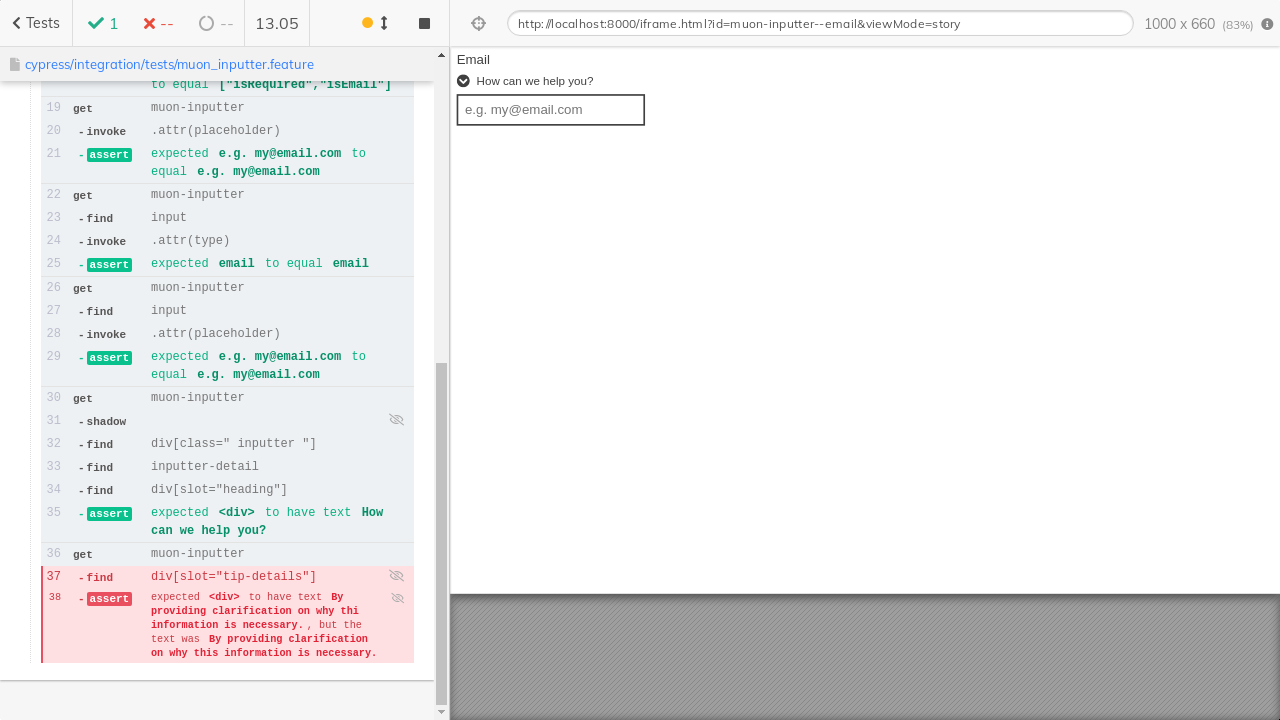 Tests
1
--
--
13.05
http://localhost:8000/iframe.html?id=muon-inputter--email&viewMode=story
1000 x 660 (83%)
cypress/integration/tests/muon_inputter.feature
to equal ["isRequired","isEmail"]
19 get muon-inputter
20 -invoke .attr(placeholder)
21 -assert expected e.g. my@email.com to
equal e.g. my@email.com
22 get muon-inputter
23 -find input
24 -invoke .attr(type)
25 -assert expected email to equal email
26 get muon-inputter
27 -find input
28 -invoke .attr(placeholder)
29 -assert expected e.g. my@email.com to
equal e.g. my@email.com
30 get muon-inputter
31 -shadow
32 -find div[class=" inputter "]
33 -find inputter-detail
34 -find div[slot="heading"]
35 -assert expected <div> to have text How
can we help you?
36 get muon-inputter
37 -find div[slot="tip-details"]
38 -assert expected <div> to have text By
providing clarification on why thi
information is necessary. , but the
text was By providing clarification
on why this information is necessary.
Email
How can we help you?
e.g. my@email.com